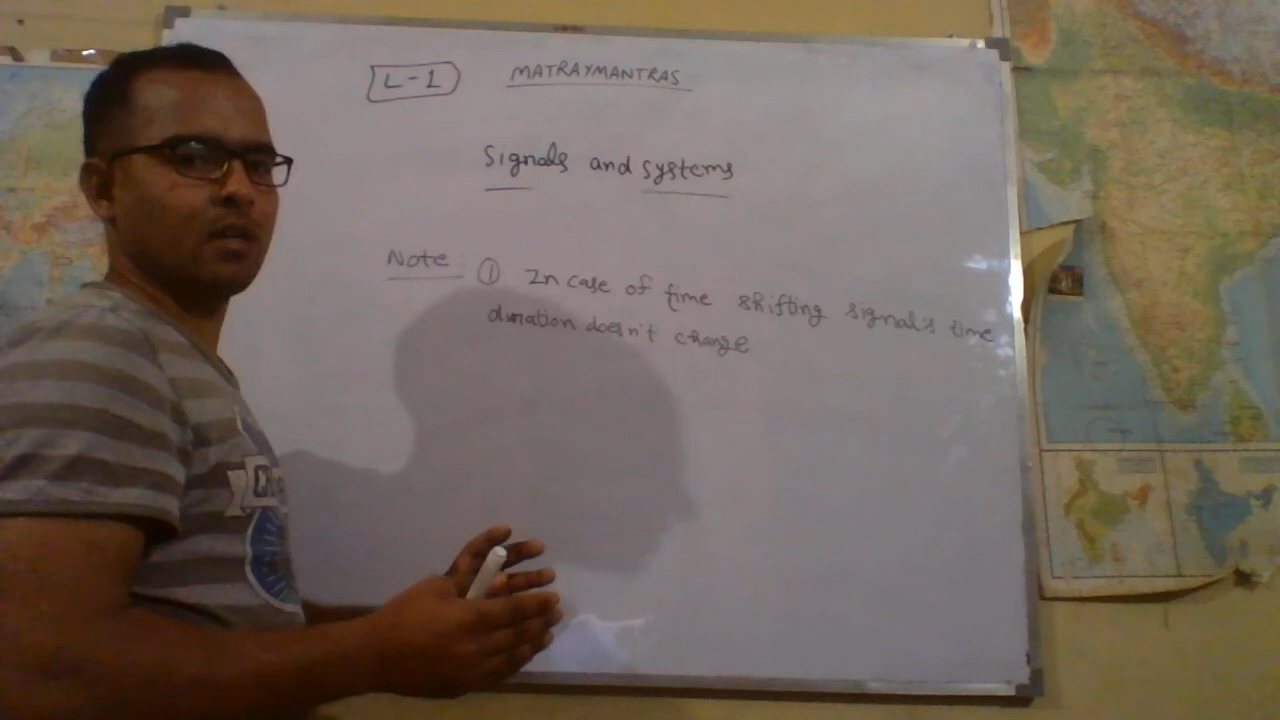 L-1
MATRAYMANTRAS
Signals and systems
Note : ① In case of time shifting signal's time
duration doesn't change